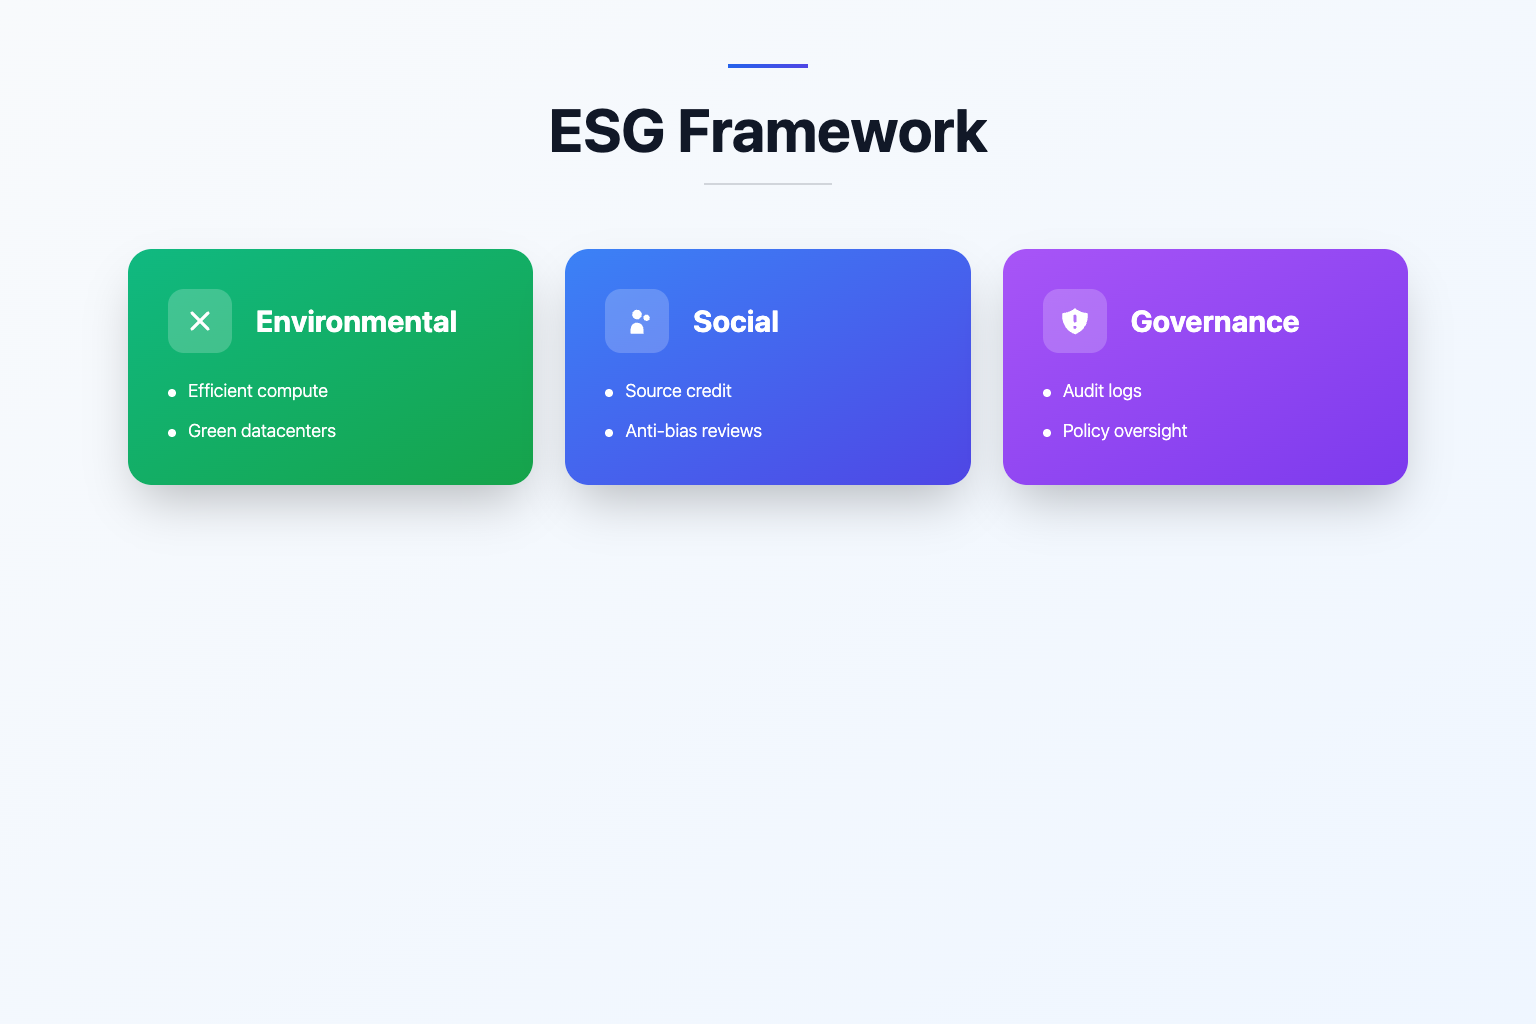 ESG Framework
Environmental
Efficient compute
Green datacenters
Social
Source credit
Anti-bias reviews
Governance
Audit logs
Policy oversight